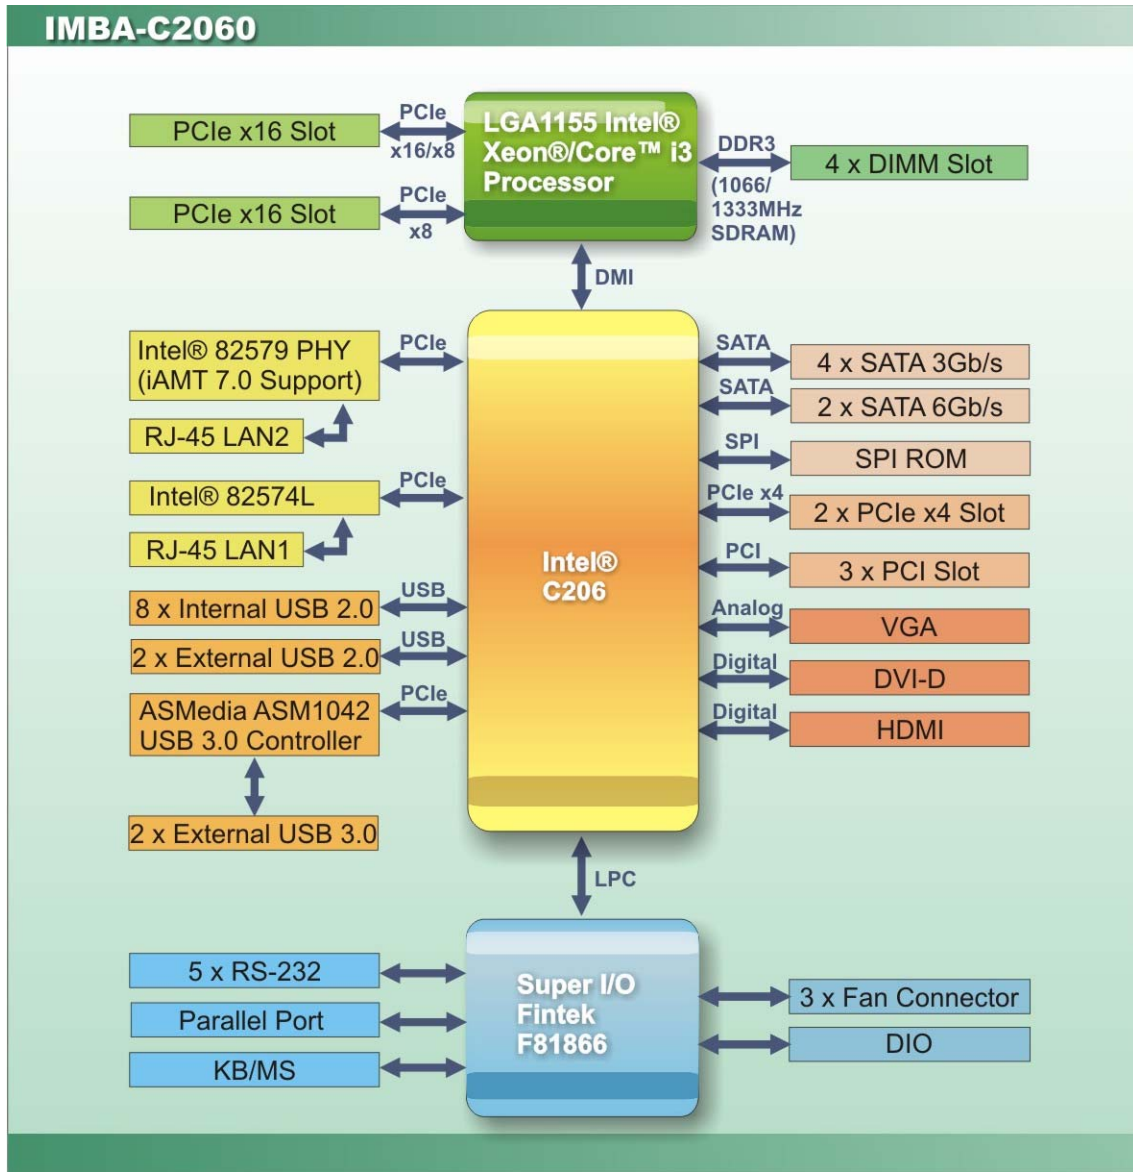 IMBA-C2060
PCIe x16 Slot
PCIe
x16/x8
LGA1155 Intel®
Xeon®/Core™ i3
Processor
DDR3
(1066/
1333MHz
SDRAM)
4 x DIMM Slot
PCIe x16 Slot
PCIe
x8
DMI
Intel® 82579 PHY
(iAMT 7.0 Support)
PCIe
RJ-45 LAN2
Intel® 82574L
PCIe
RJ-45 LAN1
8 x Internal USB 2.0
USB
2 x External USB 2.0
USB
ASMedia ASM1042
USB 3.0 Controller
PCIe
2 x External USB 3.0
Intel®
C206
SATA
4 x SATA 3Gb/s
SATA
2 x SATA 6Gb/s
SPI
SPI ROM
PCIe x4
2 x PCIe x4 Slot
PCI
3 x PCI Slot
Analog
VGA
Digital
DVI-D
Digital
HDMI
LPC
5 x RS-232
Parallel Port
KB/MS
Super I/O
Fintek
F81866
3 x Fan Connector
DIO